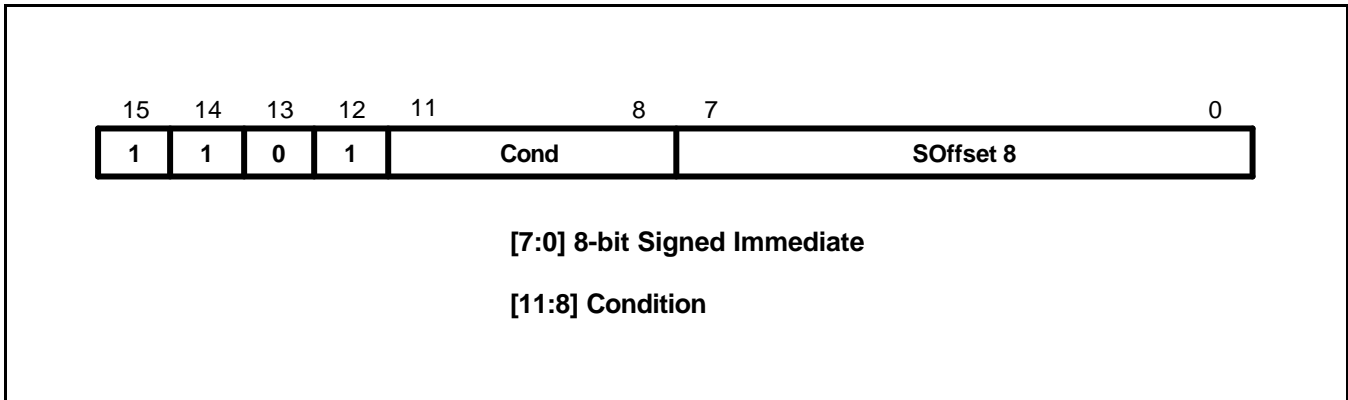 15 14 13 12 11 8 7 0
1 1 0 1 Cond SOffset 8
[7:0] 8-bit Signed Immediate
[11:8] Condition